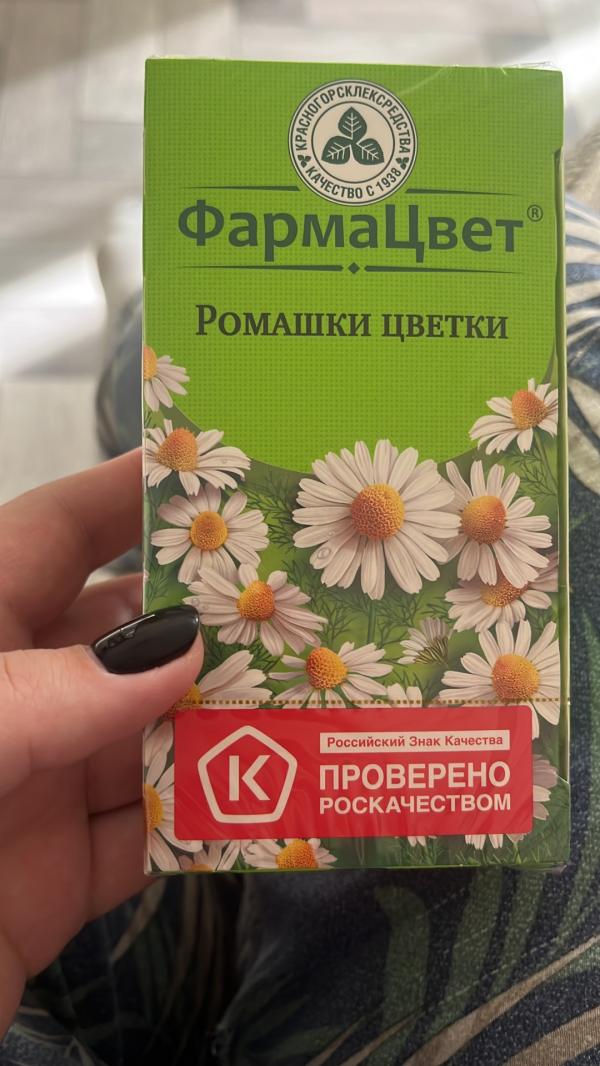 КРАСНОГОРСКЛЕКСРЕДСТВА
КАЧЕСТВО С 1938
ФармаЦвет®
Ромашки цветки
Российский Знак Качества
К
ПРОВЕРЕНО
РОСКАЧЕСТВОМ